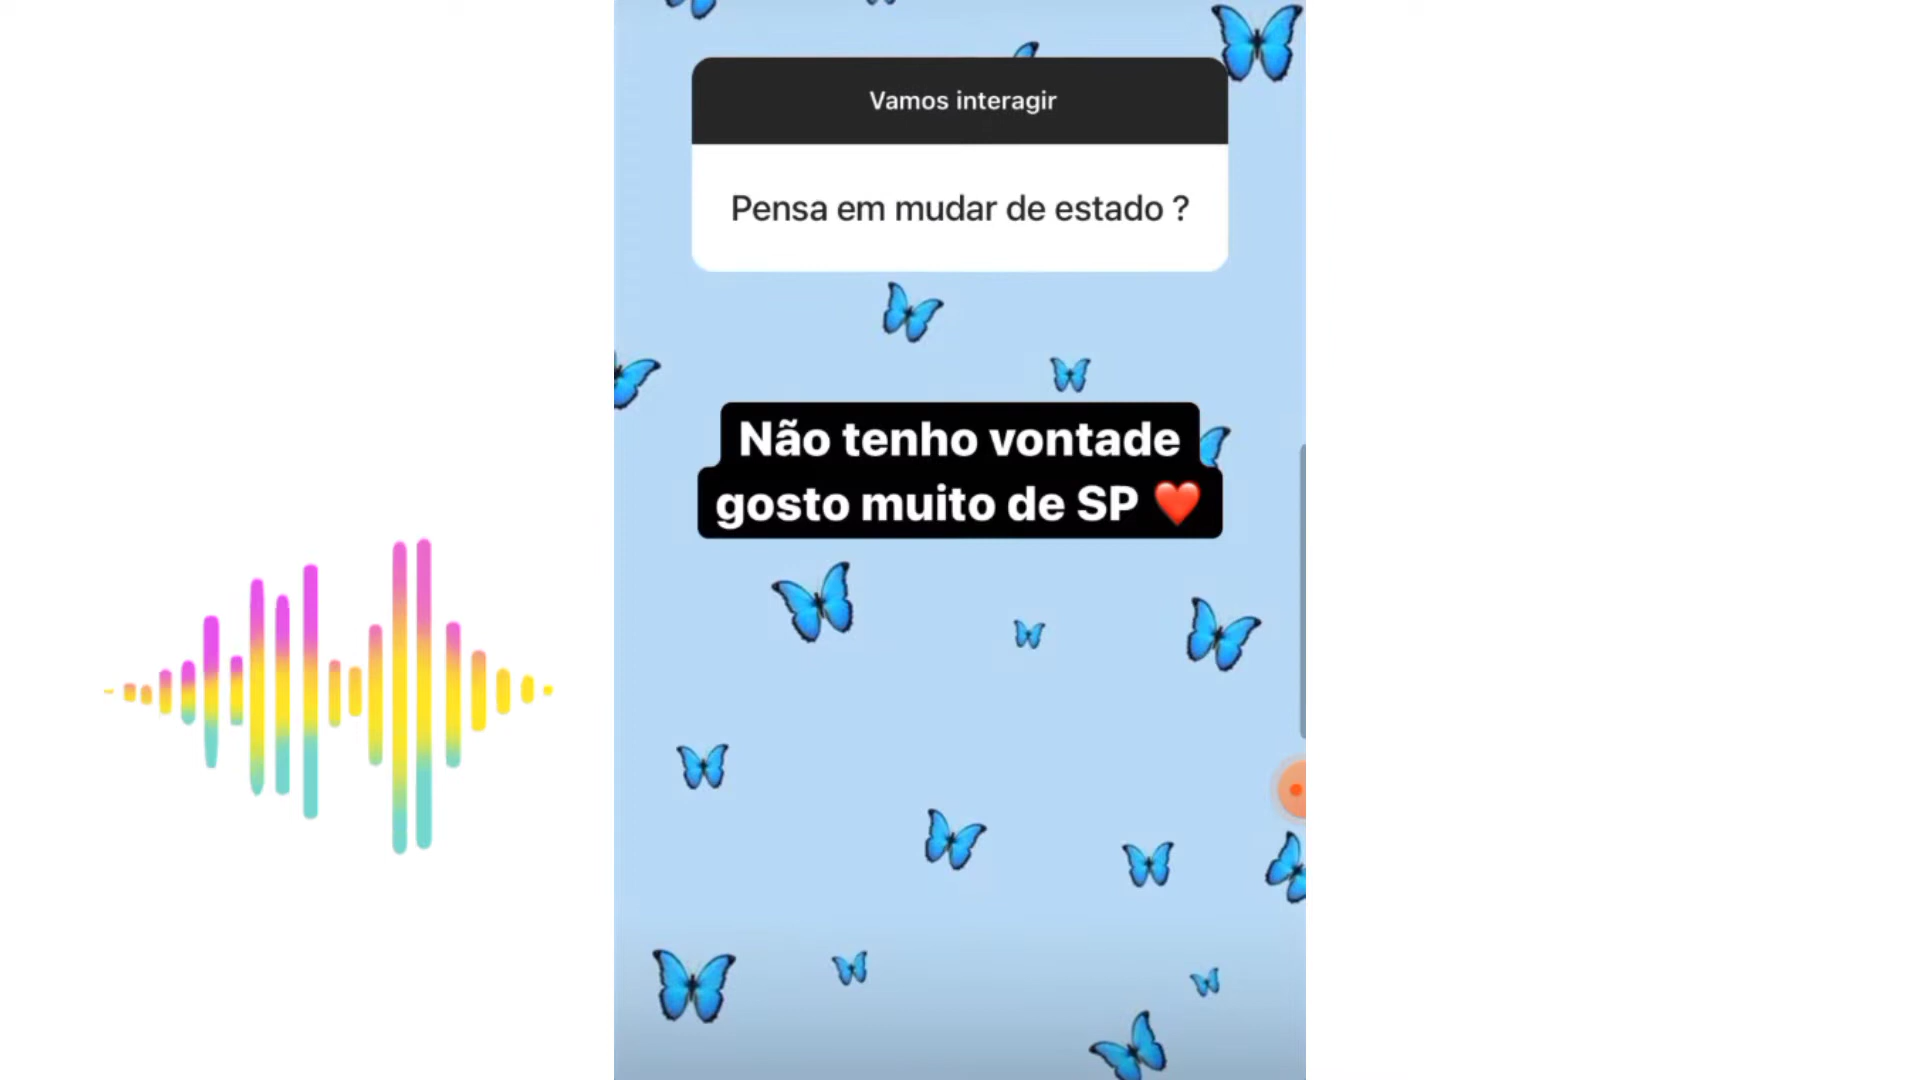 Vamos interagir
Pensa em mudar de estado ?
Não tenho vontade
gosto muito de SP ❤️